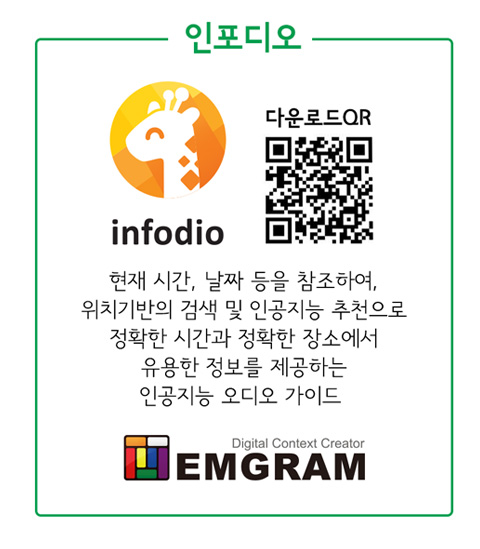 인포디오
다운로드QR
infodio
현재 시간, 날짜 등을 참조하여,
위치기반의 검색 및 인공지능 추천으로
정확한 시간과 정확한 장소에서
유용한 정보를 제공하는
인공지능 오디오 가이드
Digital Context Creator
EMGRAM